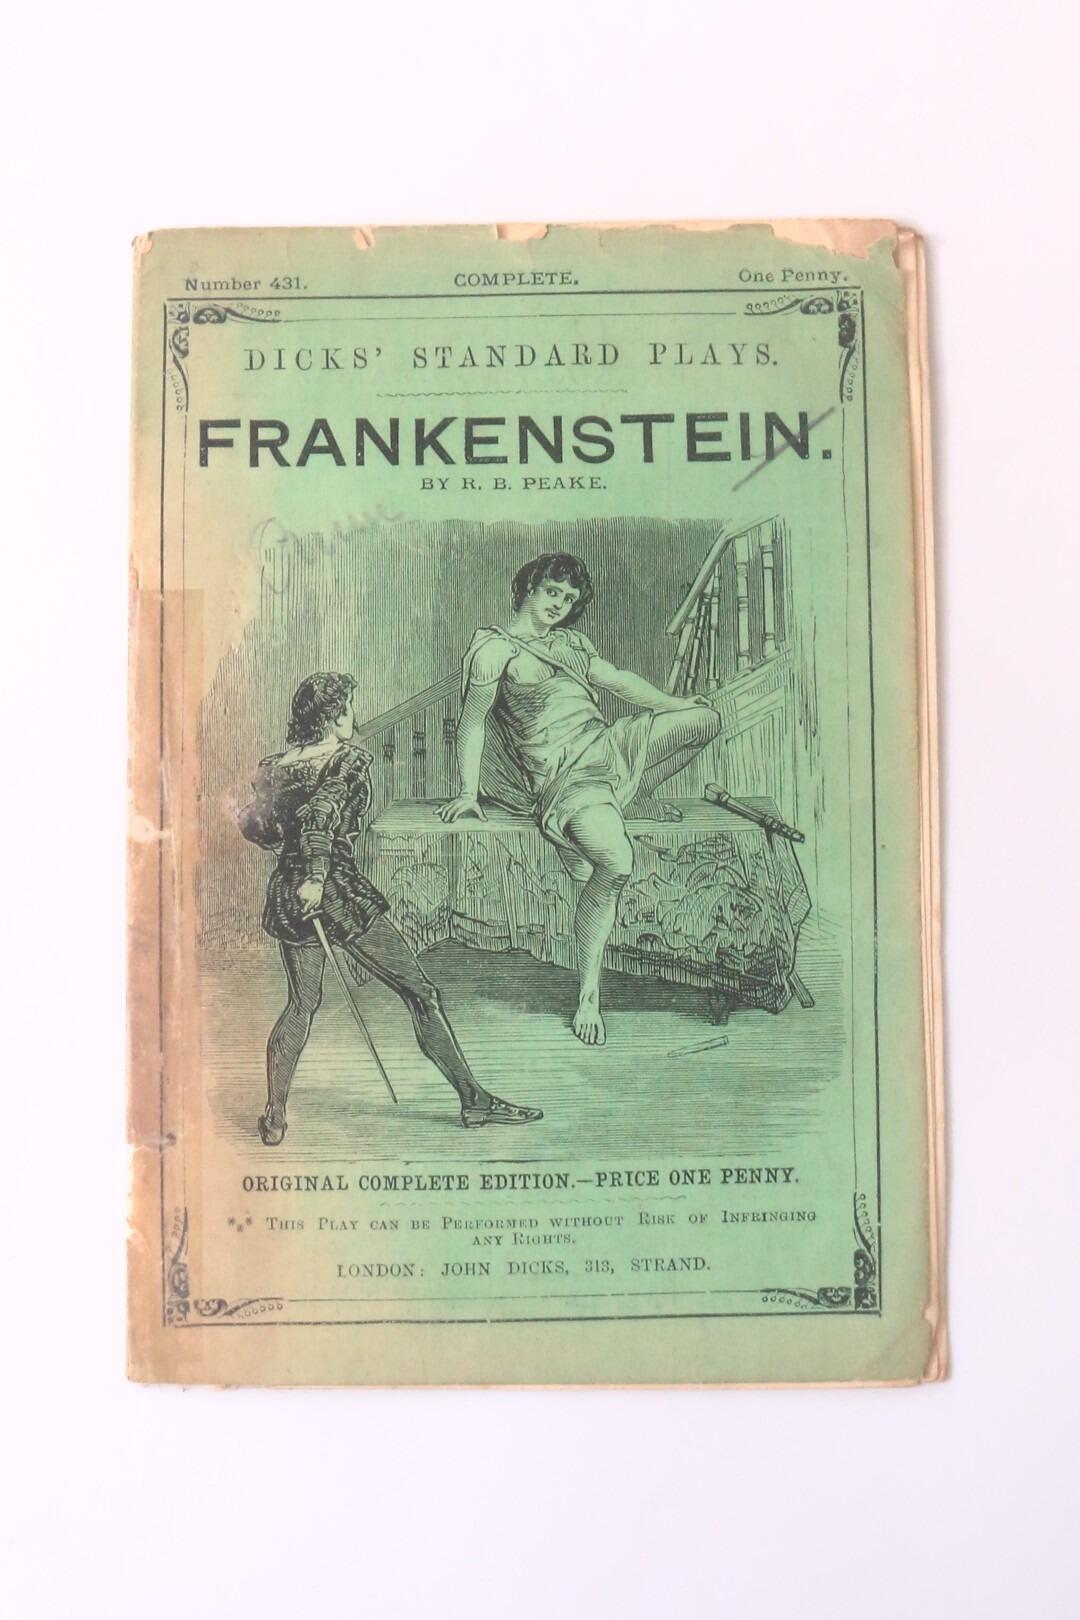 Number 431. COMPLETE. One Penny.
DICKS' STANDARD PLAYS.
FRANKENSTEIN.
BY R. B. PEAKE.
ORIGINAL COMPLETE EDITION.—PRICE ONE PENNY.
*⁎* THIS PLAY CAN BE PERFORMED WITHOUT RISK OF INFRINGING
ANY RIGHTS.
LONDON: JOHN DICKS, 313, STRAND.